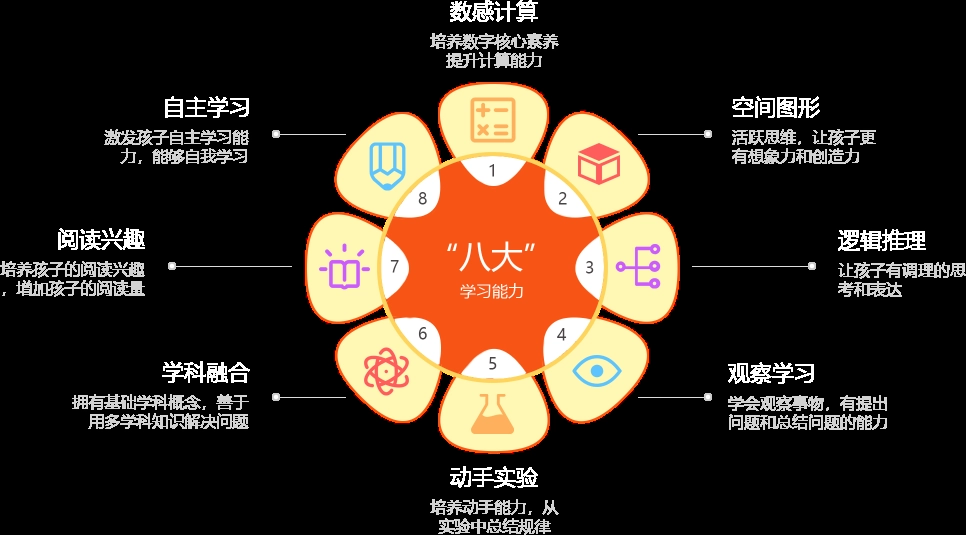 数感计算
培养数字核心素养
提升计算能力
1
空间图形
活跃思维，让孩子更
有想象力和创造力
2
逻辑推理
让孩子有调理的思
考和表达
3
观察学习
学会观察事物，有提出
问题和总结问题的能力
4
动手实验
培养动手能力，从
实验中总结规律
5
学科融合
拥有基础学科概念，善于
用多学科知识解决问题
6
阅读兴趣
培养孩子的阅读兴趣
，增加孩子的阅读量
7
自主学习
激发孩子自主学习能
力，能够自我学习
8
“八大”
学习能力